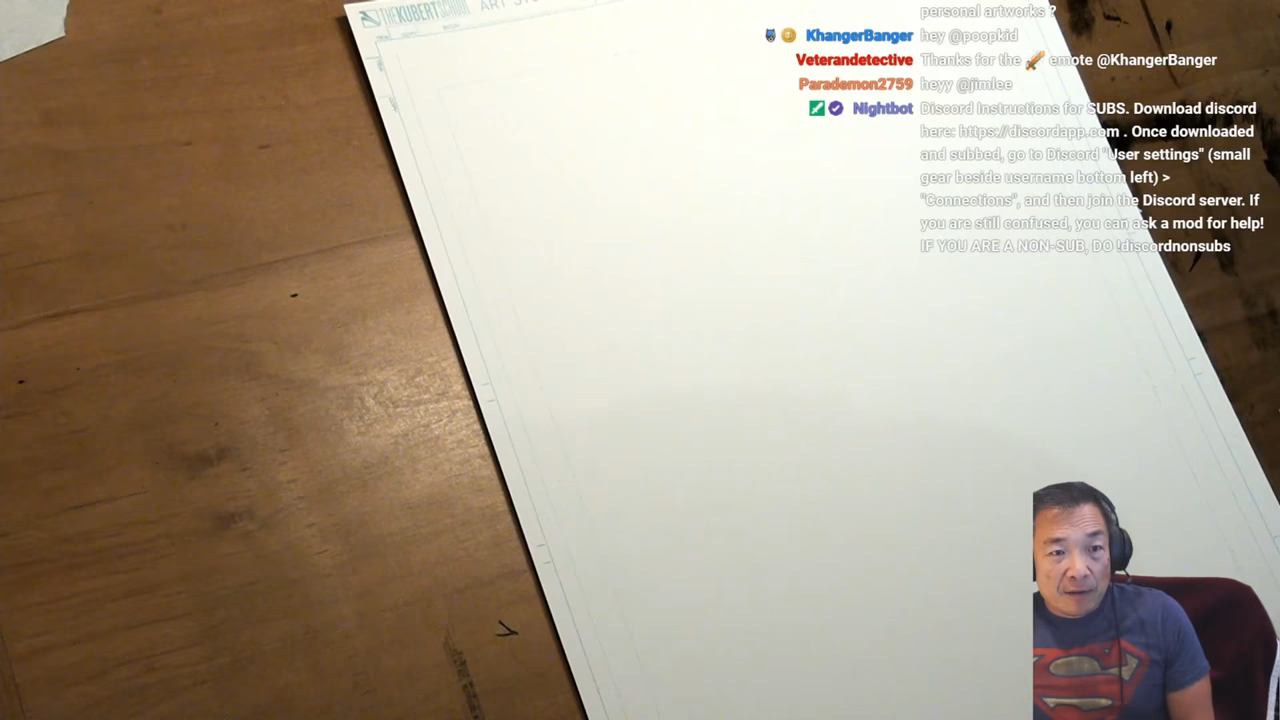 THE KUBERT SCHOOL ART
personal artworks ?
KhangerBanger hey @poopkid
Veterandetective Thanks for the emote @KhangerBanger
Parademon2759 heyy @jimlee
Nightbot Discord Instructions for SUBS. Download discord
here: https://discordapp.com . Once downloaded
and subbed, go to Discord "User settings" (small
gear beside username bottom left) >
"Connections", and then join the Discord server. If
you are still confused, you can ask a mod for help!
IF YOU ARE A NON-SUB, DO !discordnonsubs